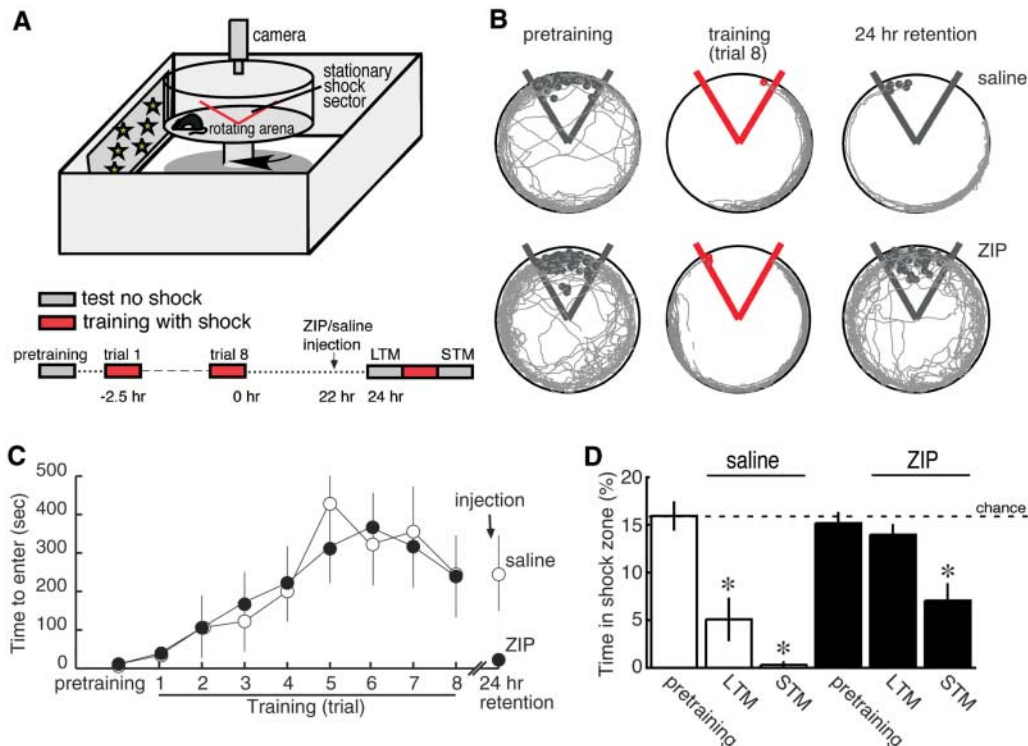 A
camera
stationary
shock
sector
rotating arena
test no shock
training with shock
ZIP/saline
injection
pretraining
trial 1
trial 8
LTM
STM
-2.5 hr
0 hr
22 hr
24 hr
B
pretraining
training
(trial 8)
24 hr retention
saline
ZIP
C
Time to enter (sec)
500
400
300
200
100
0
injection
saline
ZIP
pretraining
1 2 3 4 5 6 7 8
24 hr
retention
Training (trial)
D
saline
ZIP
Time in shock zone (%)
20
15
10
5
0
chance
*
*
*
pretraining
LTM
STM
pretraining
LTM
STM